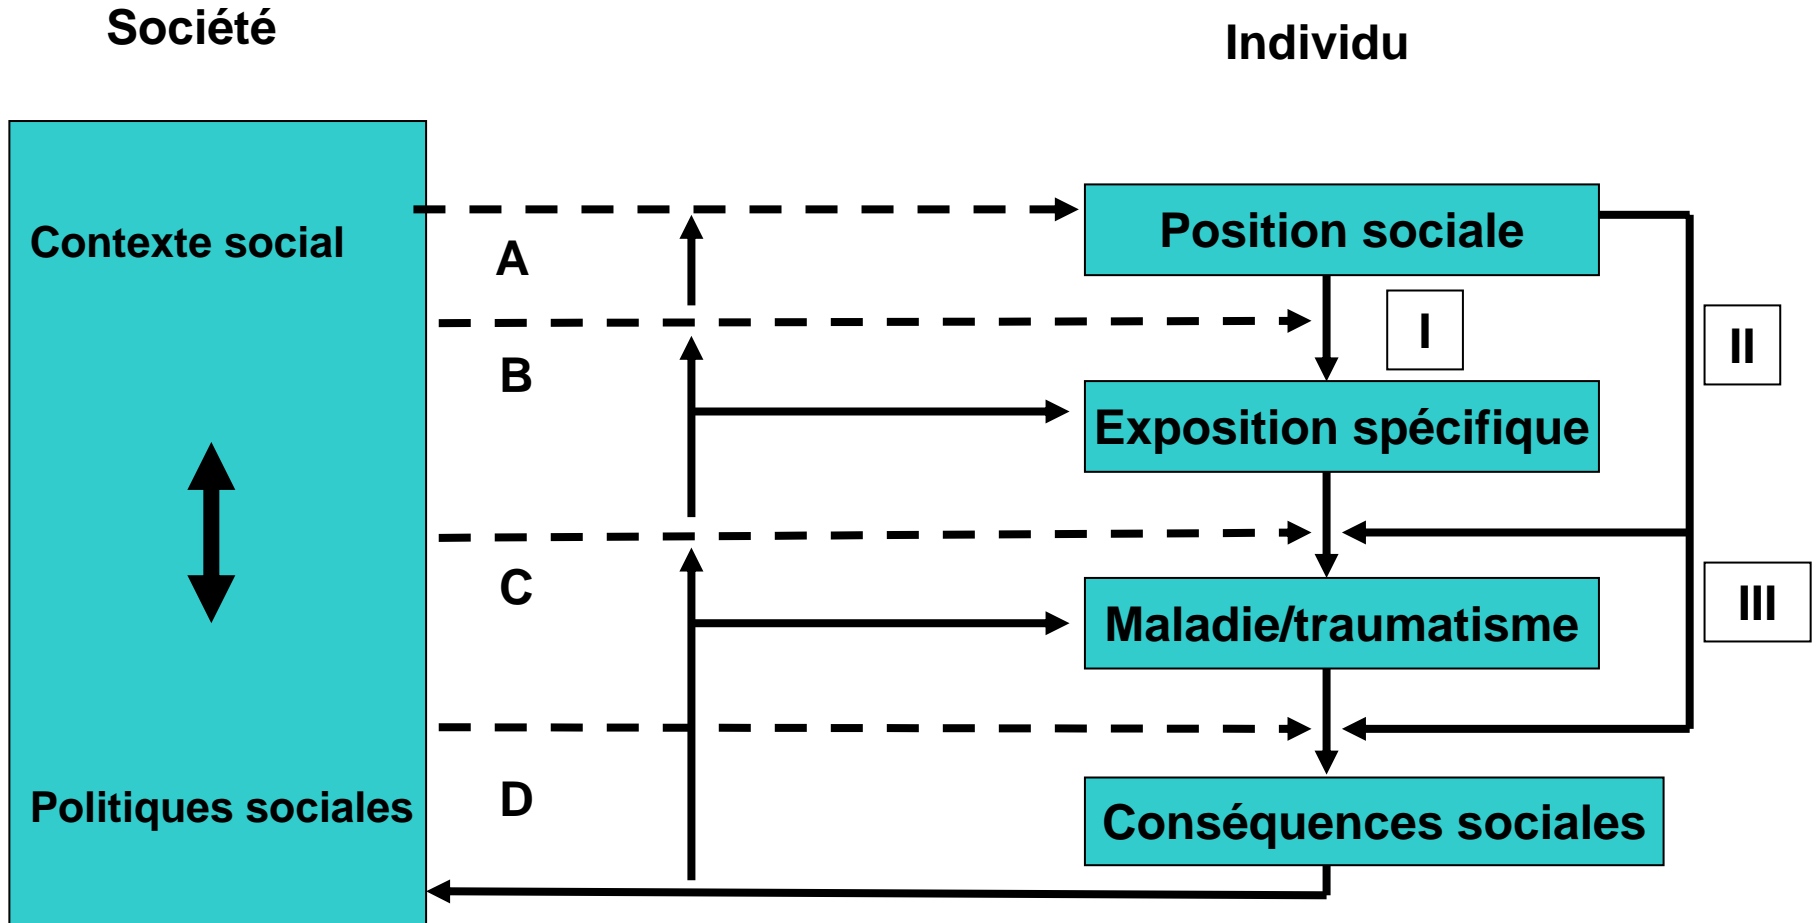 Société
Individu
Contexte social
A
Position sociale
I
II
B
Exposition spécifique
C
Maladie/traumatisme
III
Politiques sociales
D
Conséquences sociales